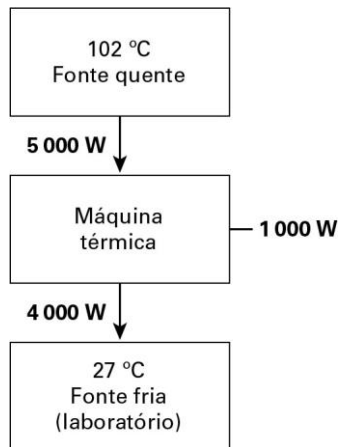 102 ºC
Fonte quente
5 000 W
Máquina
térmica
1 000 W
4 000 W
27 ºC
Fonte fria
(laboratório)